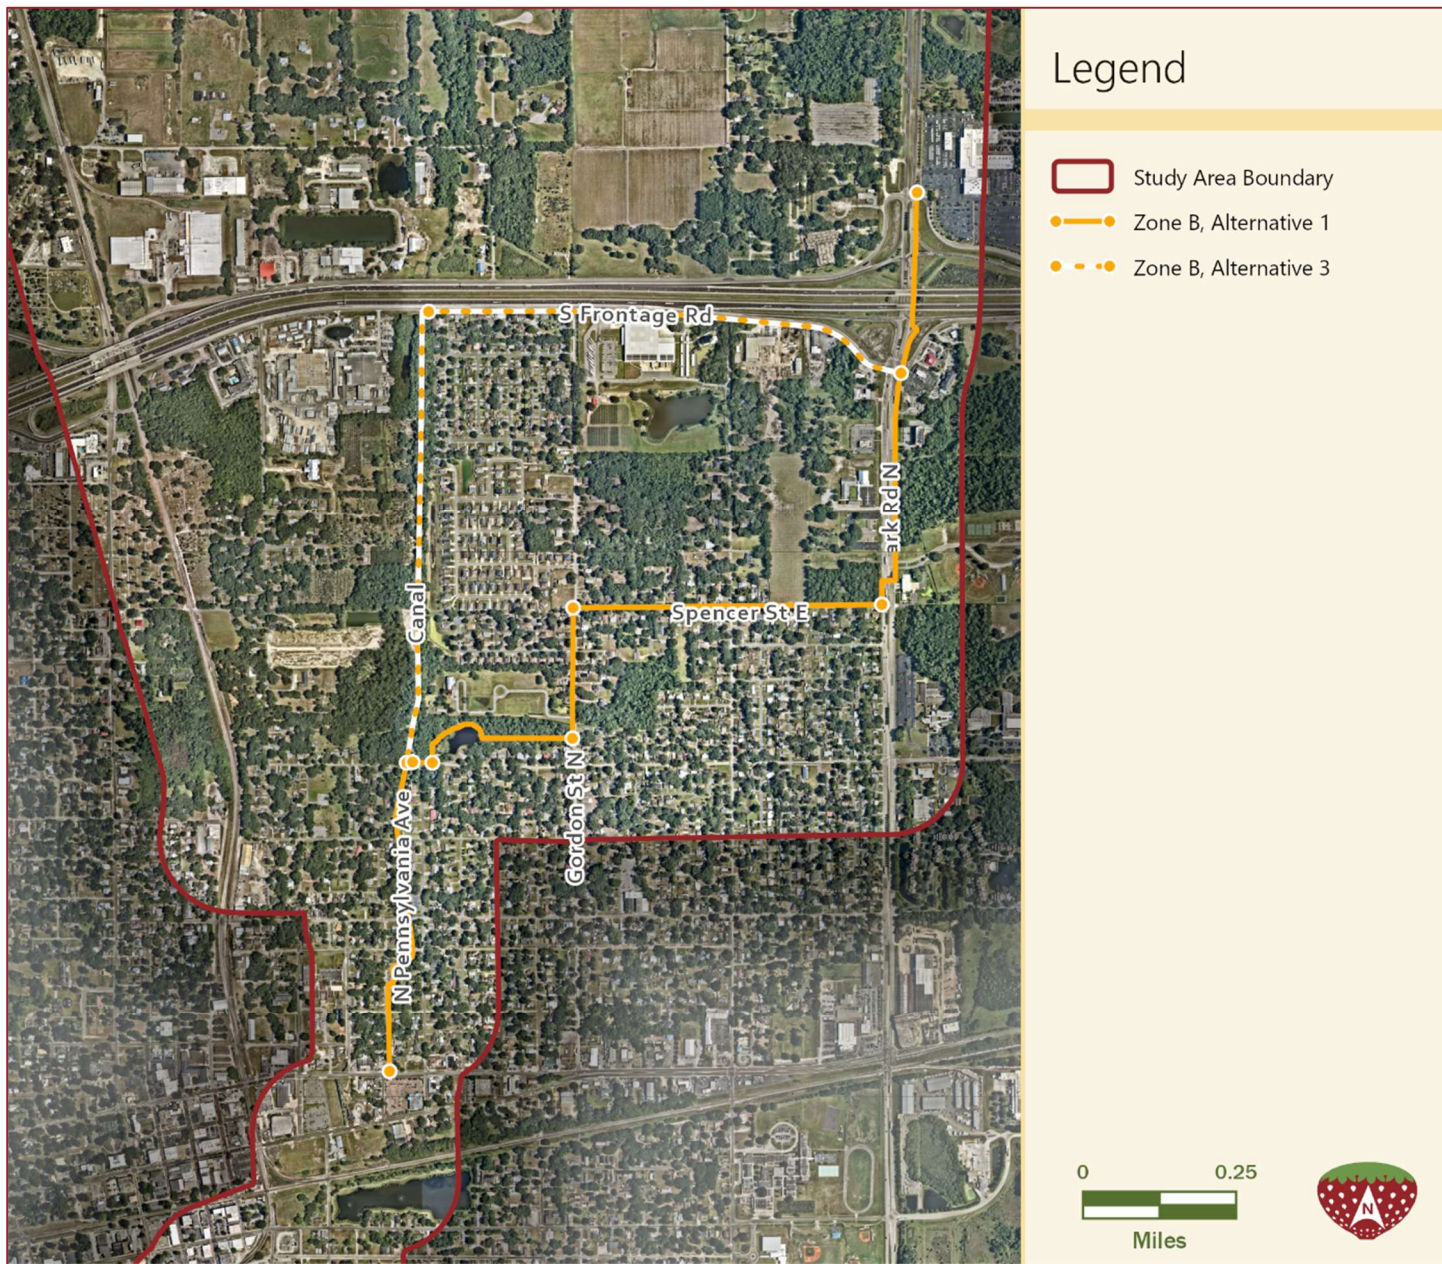 Legend
Study Area Boundary
Zone B, Alternative 1
Zone B, Alternative 3
S Frontage Rd
ark Rd N
Canal
Spencer St E
Gordon St N
N Pennsylvania Ave
0 0.25
Miles
N